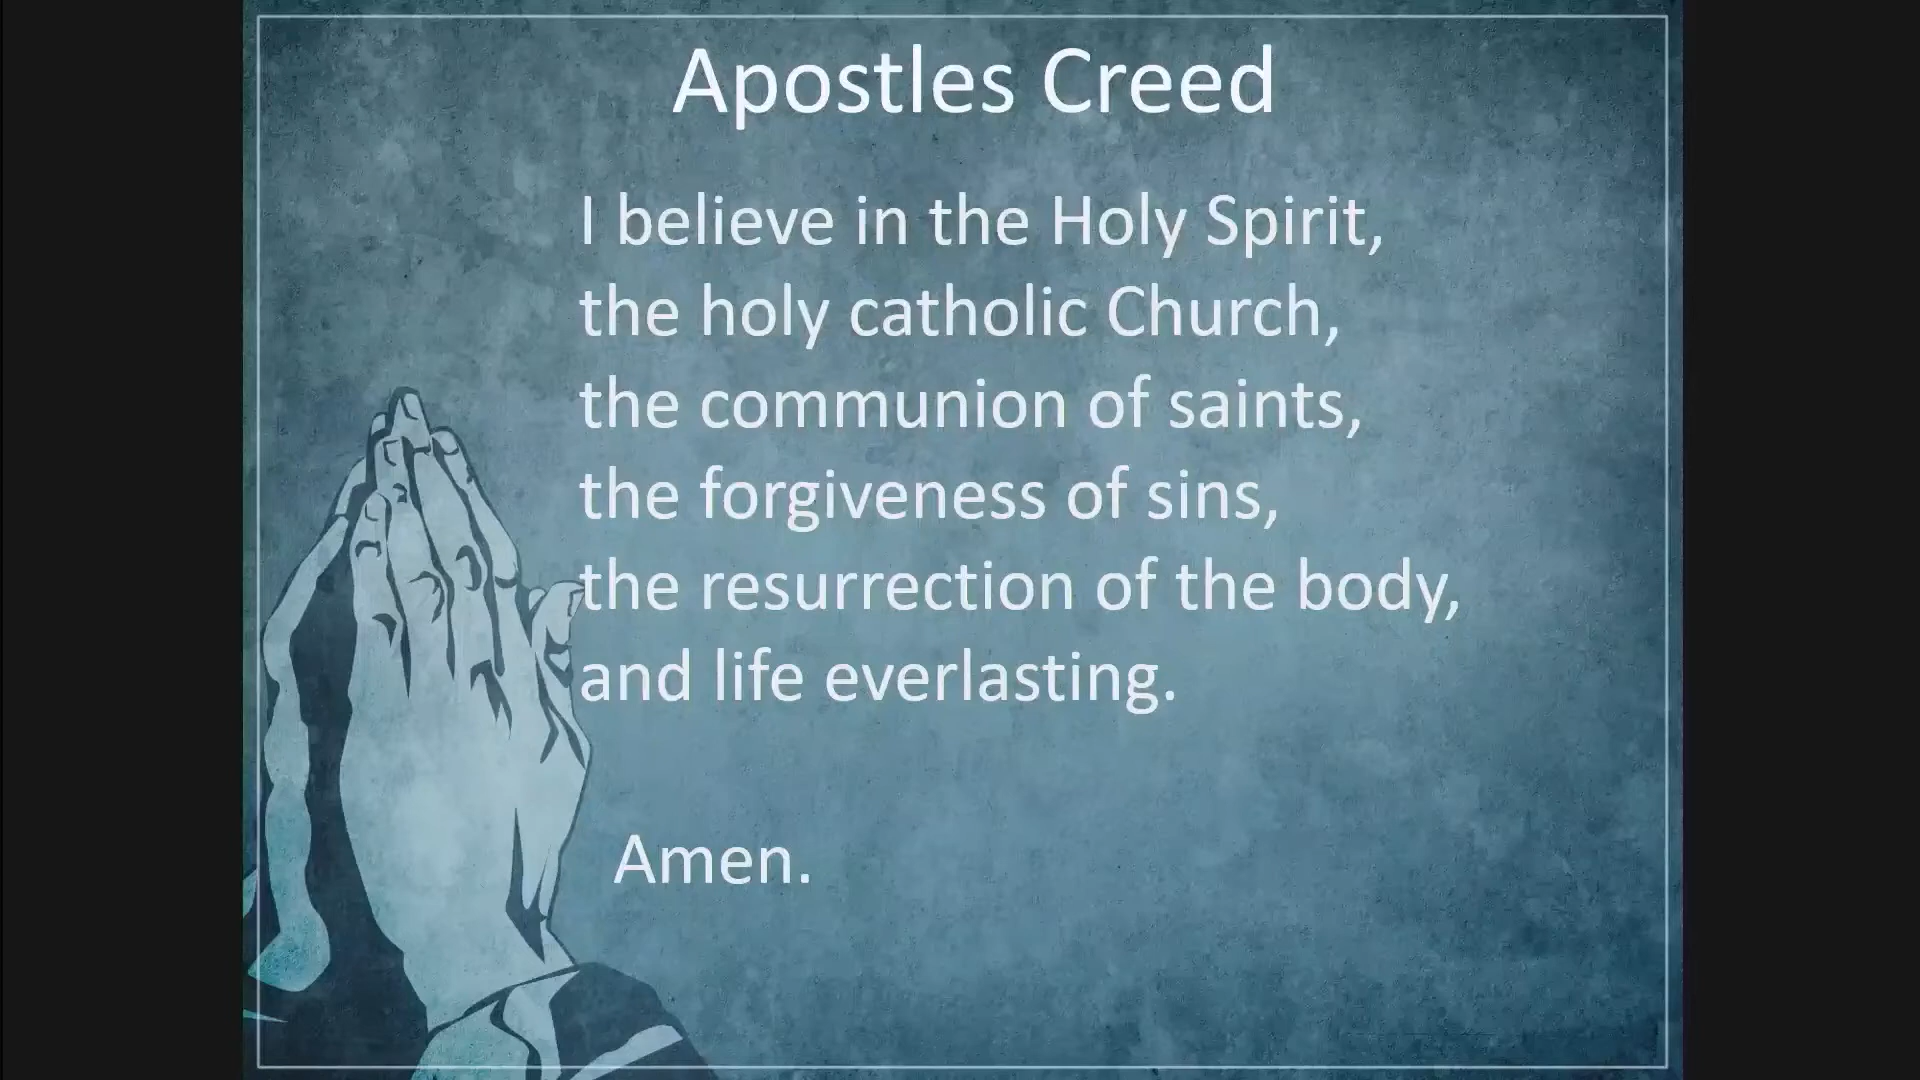 Apostles Creed
I believe in the Holy Spirit,
the holy catholic Church,
the communion of saints,
the forgiveness of sins,
the resurrection of the body,
and life everlasting.
Amen.